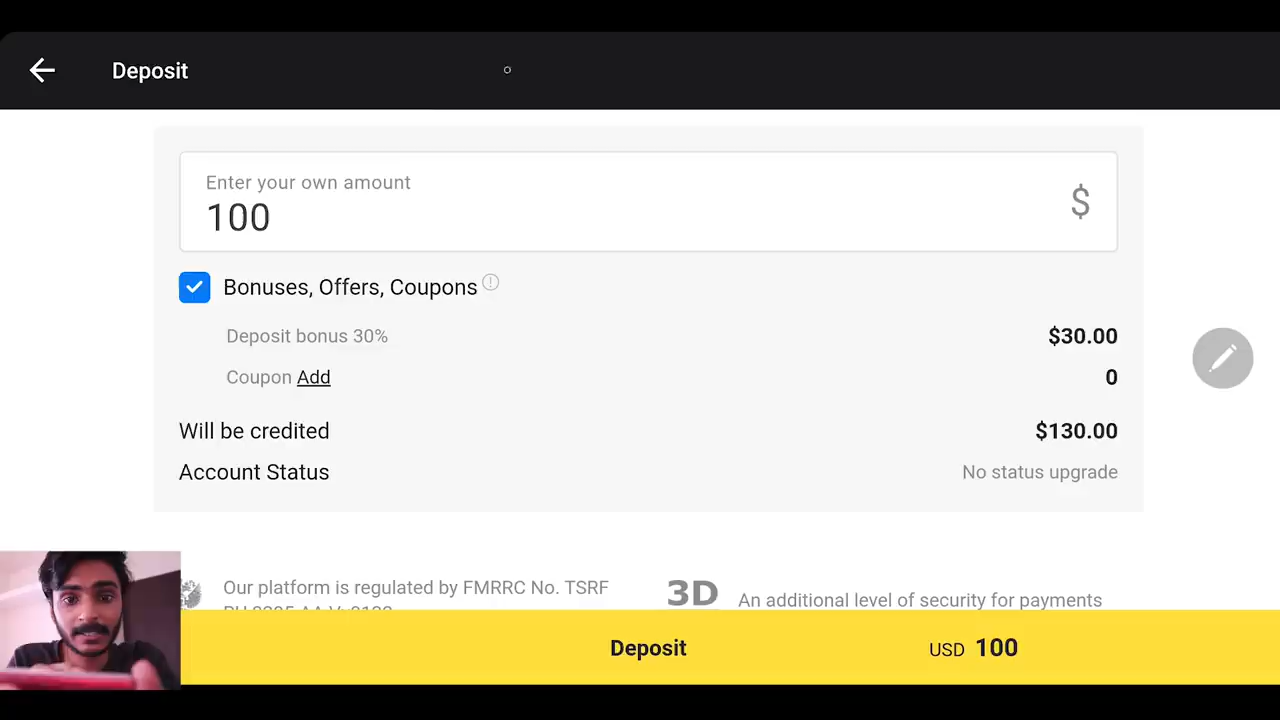 Deposit
Enter your own amount
100
$
Bonuses, Offers, Coupons
Deposit bonus 30% $30.00
Coupon Add 0
Will be credited $130.00
Account Status No status upgrade
Our platform is regulated by FMRRC No. TSRF
3D An additional level of security for payments
Deposit USD 100